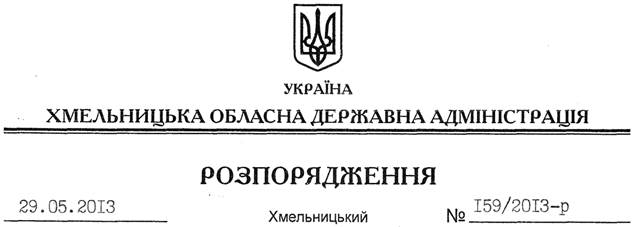 УКРАЇНА
ХМЕЛЬНИЦЬКА ОБЛАСНА ДЕРЖАВНА АДМІНІСТРАЦІЯ
РОЗПОРЯДЖЕННЯ
29.05.2013 Хмельницький № 159/2013-р